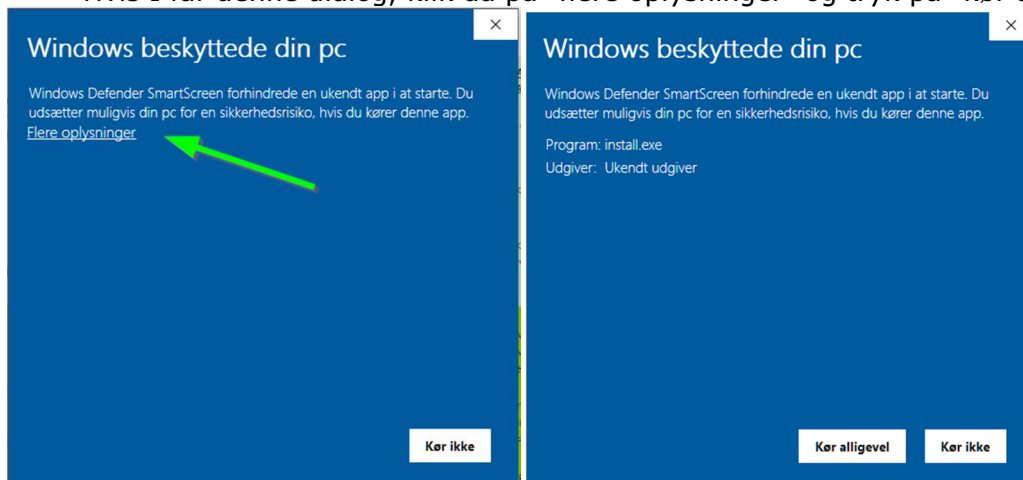 Windows beskyttede din pc
Windows Defender SmartScreen forhindrede en ukendt app i at starte. Du
udsætter muligvis din pc for en sikkerhedsrisiko, hvis du kører denne app.
Flere oplysninger
Kør ikke
Windows beskyttede din pc
Windows Defender SmartScreen forhindrede en ukendt app i at starte. Du
udsætter muligvis din pc for en sikkerhedsrisiko, hvis du kører denne app.
Program: install.exe
Udgiver: Ukendt udgiver
Kør alligevel
Kør ikke